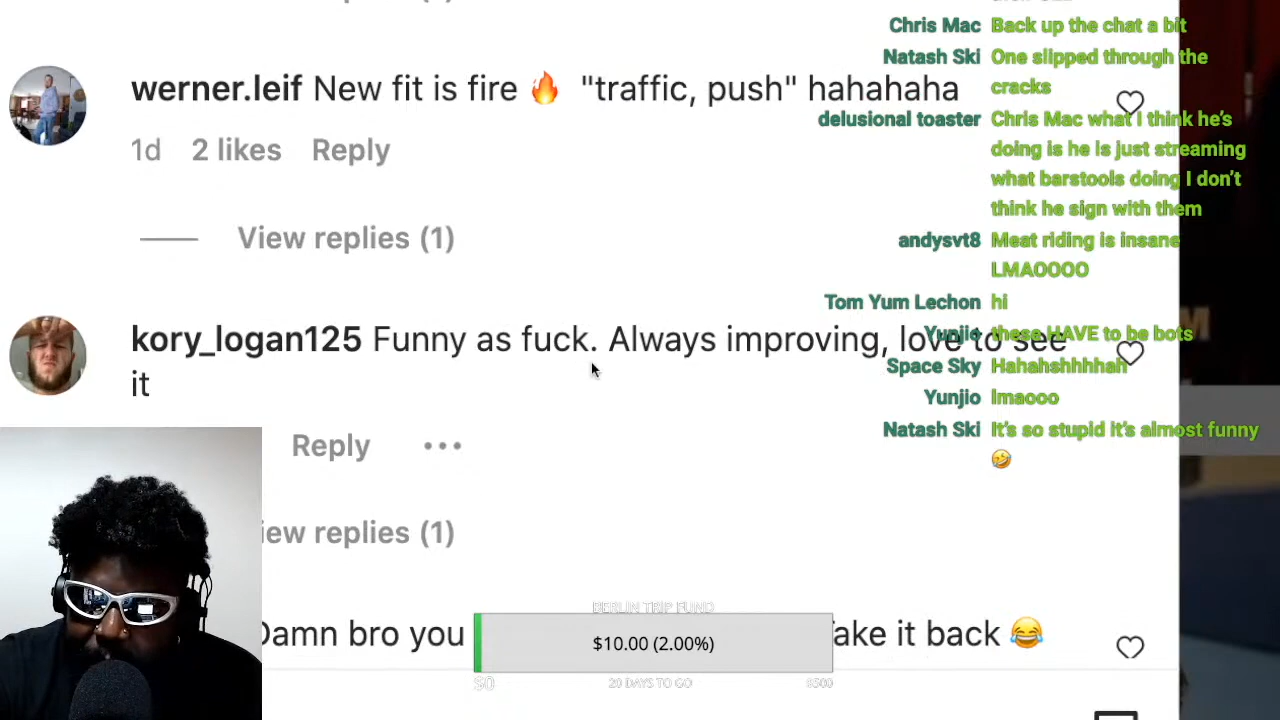 Chris Mac Back up the chat a bit
Natash Ski One slipped through the
cracks
werner.leif New fit is fire 🔥 "traffic, push" hahahaha
delusional toaster Chris Mac what I think he's
doing is he Is just streaming
what barstools doing I don't
think he sign with them
1d 2 likes Reply
View replies (1)
andysvt8 Meat riding is insane
LMAOOOO
Tom Yum Lechon hi
Yunjio these HAVE to be bots
kory_logan125 Funny as fuck. Always improving, love to see
it
Space Sky Hahahshhhhah
Yunjio lmaooo
Natash Ski It's so stupid it's almost funny
🤣
Reply
iew replies (1)
BERLIN TRIP FUND
Damn bro you
$10.00 (2.00%)
ake it back 😂
$0 20 DAYS TO GO $500